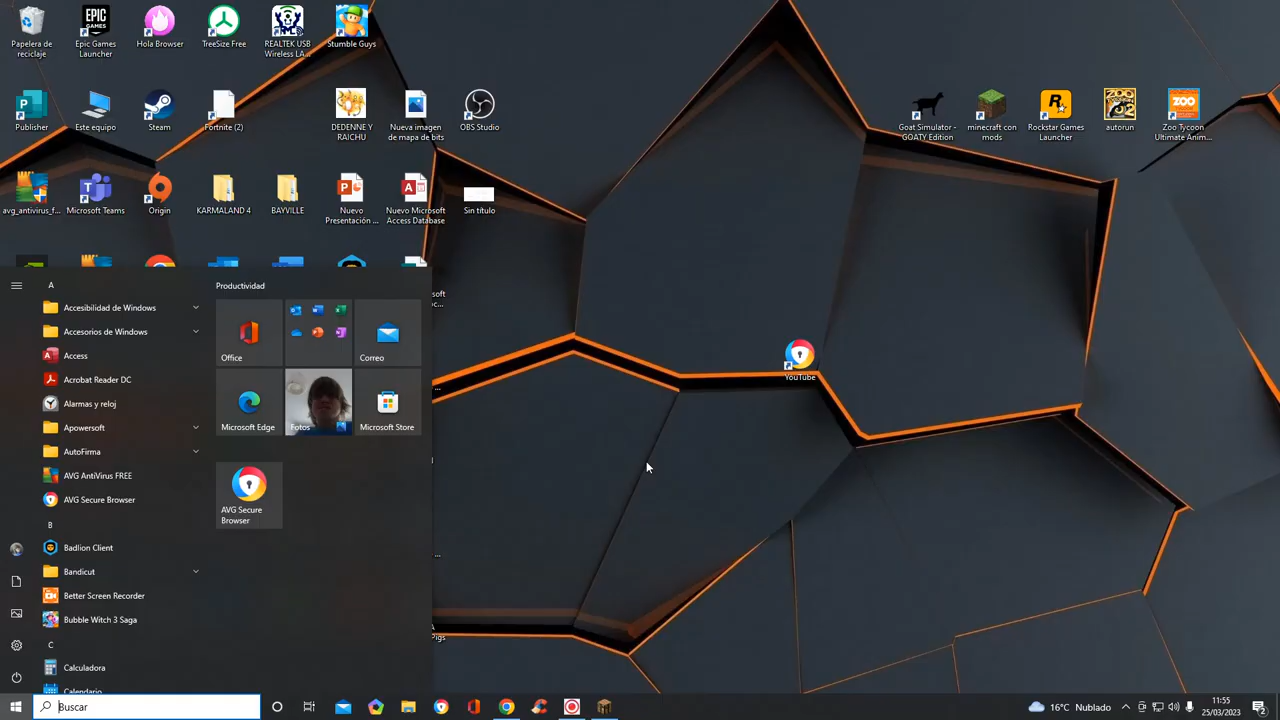 Papelera de
reciclaje
Epic Games
Launcher
Hola Browser
TreeSize Free
REALTEK USB
Wireless LA...
Stumble Guys
Publisher
Este equipo
Steam
Fortnite (2)
DEDENNE Y
RAICHU
Nueva imagen
de mapa de bits
OBS Studio
Goat Simulator -
GOATY Edition
minecraft con
mods
Rockstar Games
Launcher
autorun
Zoo Tycoon
Ultimate Anim...
avg_antivirus_f...
Microsoft Teams
Origin
KARMALAND 4
BAYVILLE
Nuevo
Presentación ...
Nuevo Microsoft
Access Database
Sin título
YouTube
A
Accesibilidad de Windows
Accesorios de Windows
Access
Acrobat Reader DC
Alarmas y reloj
Apowersoft
AutoFirma
AVG AntiVirus FREE
AVG Secure Browser
B
Badlion Client
Bandicut
Better Screen Recorder
Bubble Witch 3 Saga
C
Calculadora
Calendario
Productividad
Office
Correo
Microsoft Edge
Fotos
Microsoft Store
AVG Secure
Browser
Buscar
16°C Nublado
11:55
25/03/2023
2